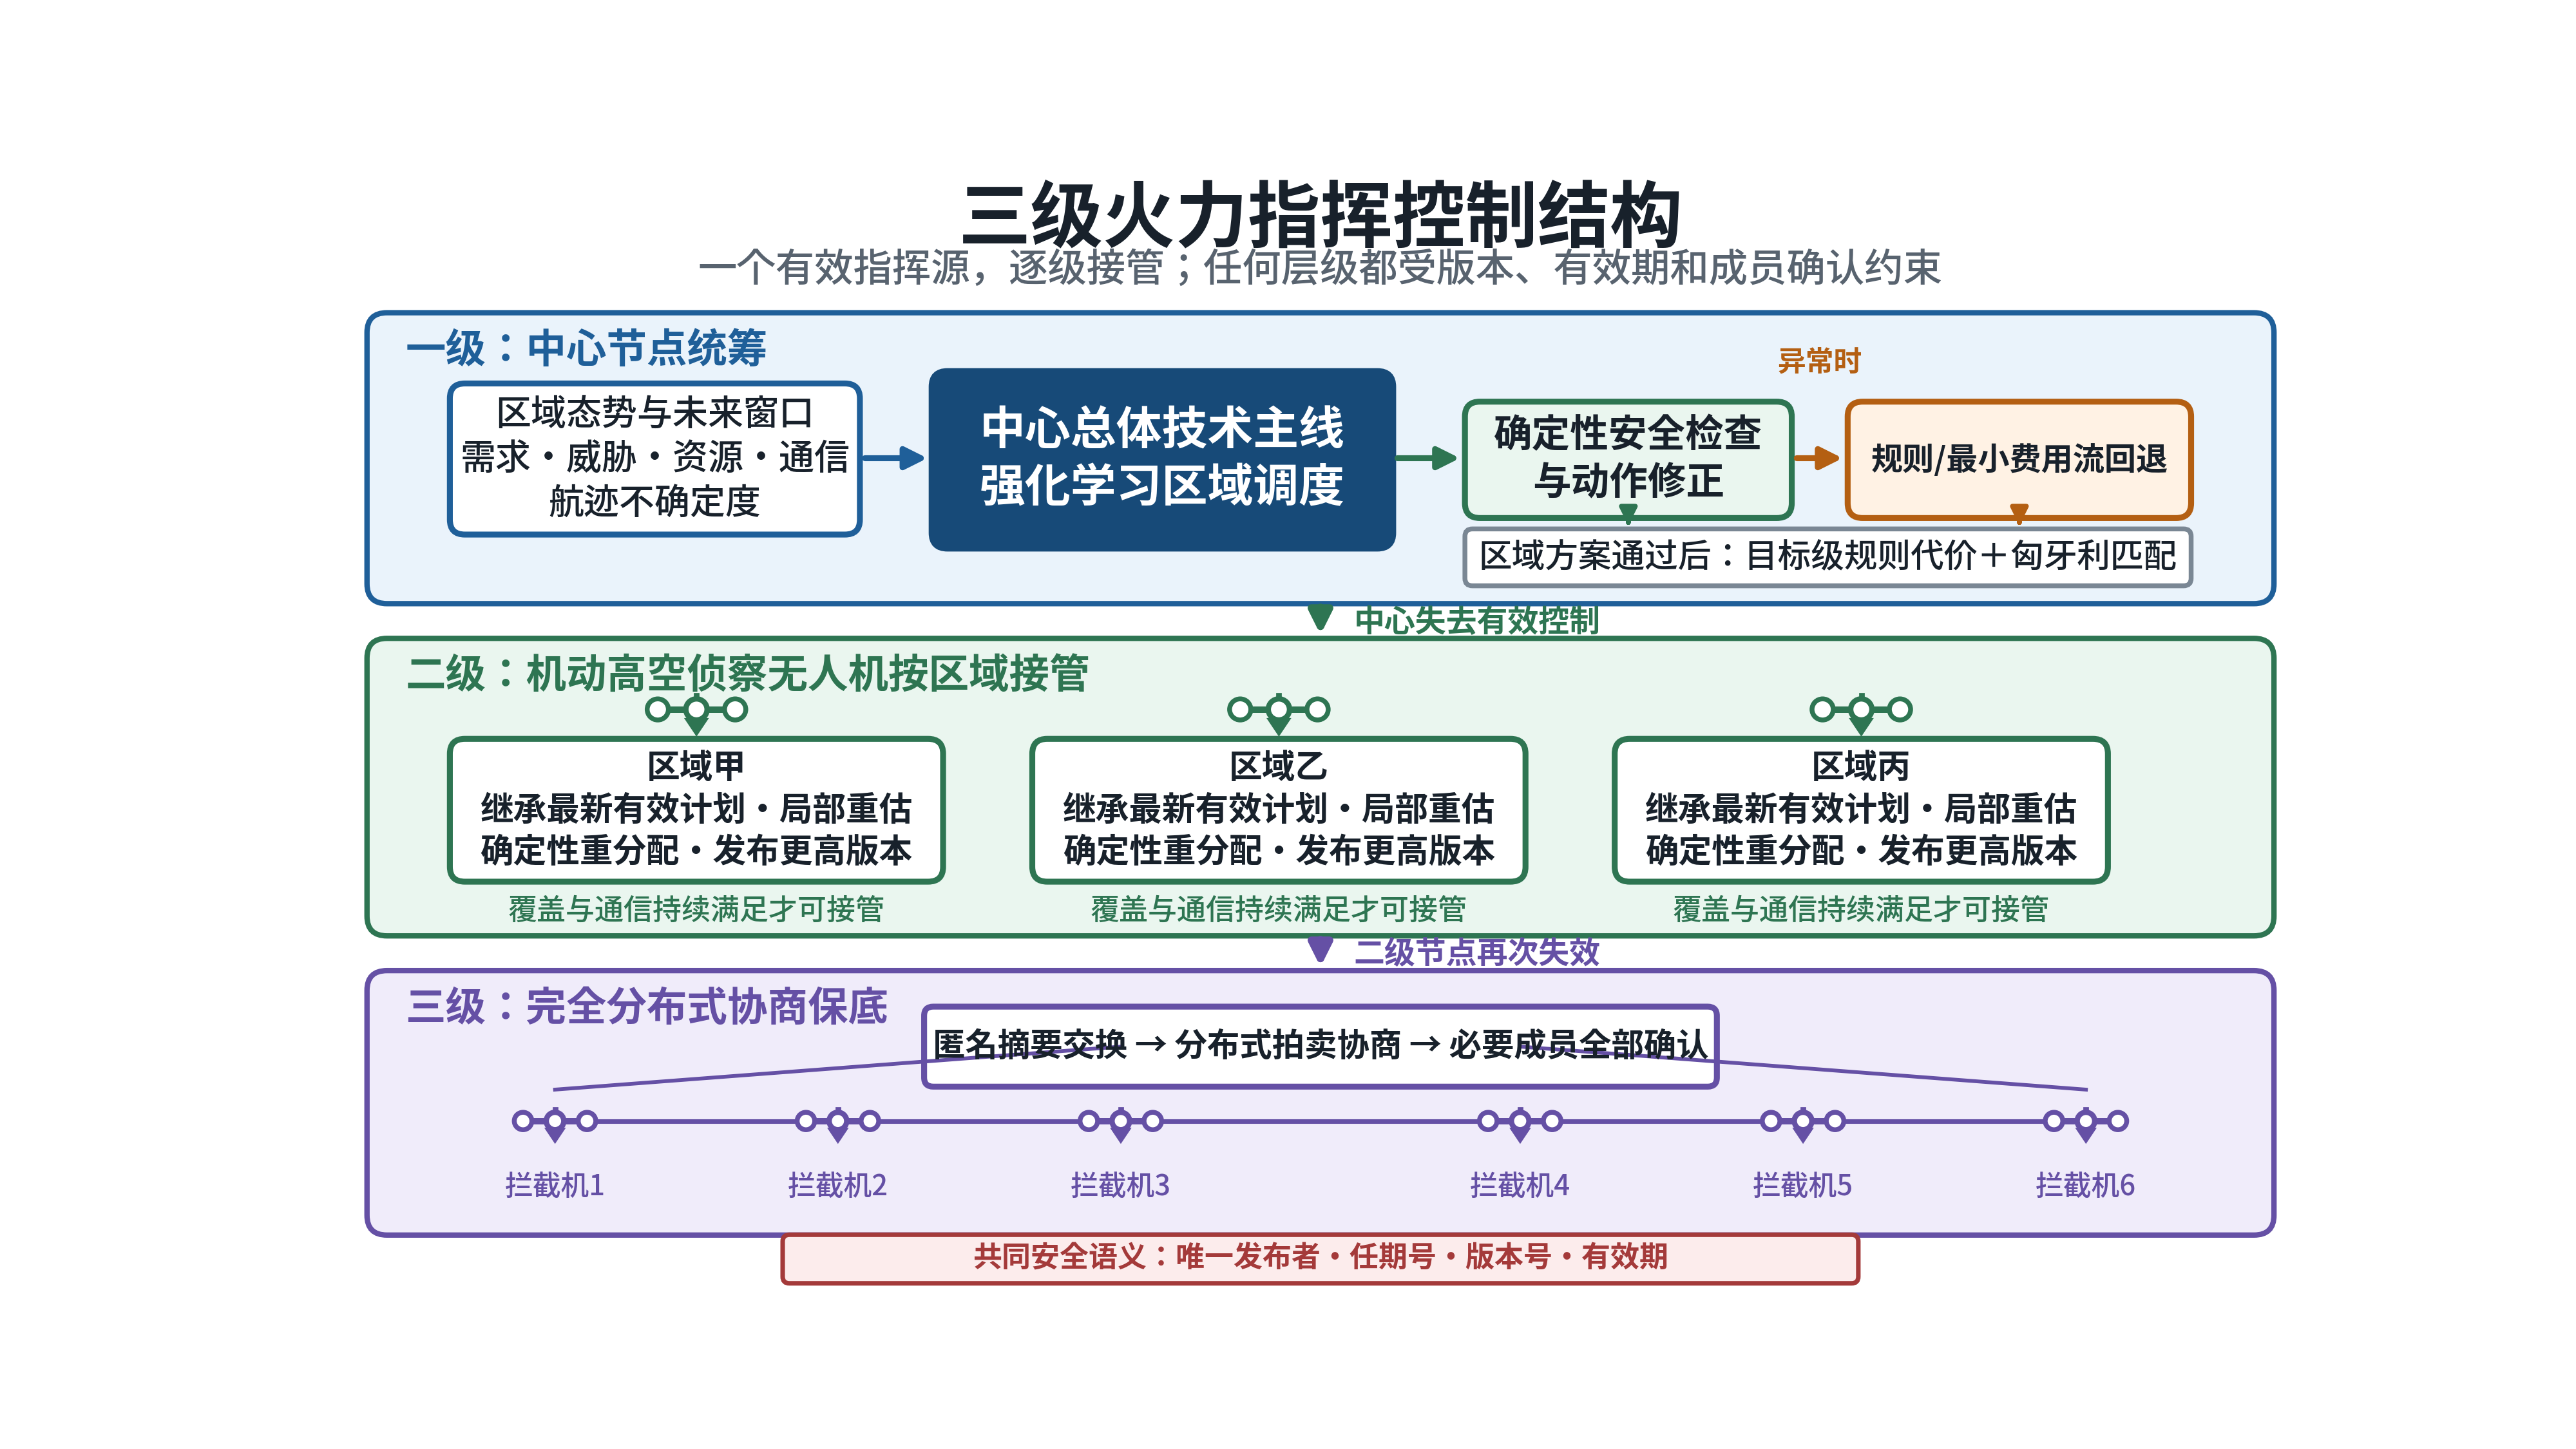 三级火力指挥控制结构
一个有效指挥源，逐级接管；任何层级都受版本、有效期和成员确认约束
一级：中心节点统筹
区域态势与未来窗口
需求・威胁・资源・通信
航迹不确定度
中心总体技术主线
强化学习区域调度
异常时
确定性安全检查
与动作修正
规则/最小费用流回退
区域方案通过后：目标级规则代价＋匈牙利匹配
中心失去有效控制
二级：机动高空侦察无人机按区域接管
区域甲
继承最新有效计划・局部重估
确定性重分配・发布更高版本
覆盖与通信持续满足才可接管
区域乙
继承最新有效计划・局部重估
确定性重分配・发布更高版本
覆盖与通信持续满足才可接管
区域丙
继承最新有效计划・局部重估
确定性重分配・发布更高版本
覆盖与通信持续满足才可接管
二级节点再次失效
三级：完全分布式协商保底
匿名摘要交换 → 分布式拍卖协商 → 必要成员全部确认
拦截机1
拦截机2
拦截机3
拦截机4
拦截机5
拦截机6
共同安全语义：唯一发布者・任期号・版本号・有效期